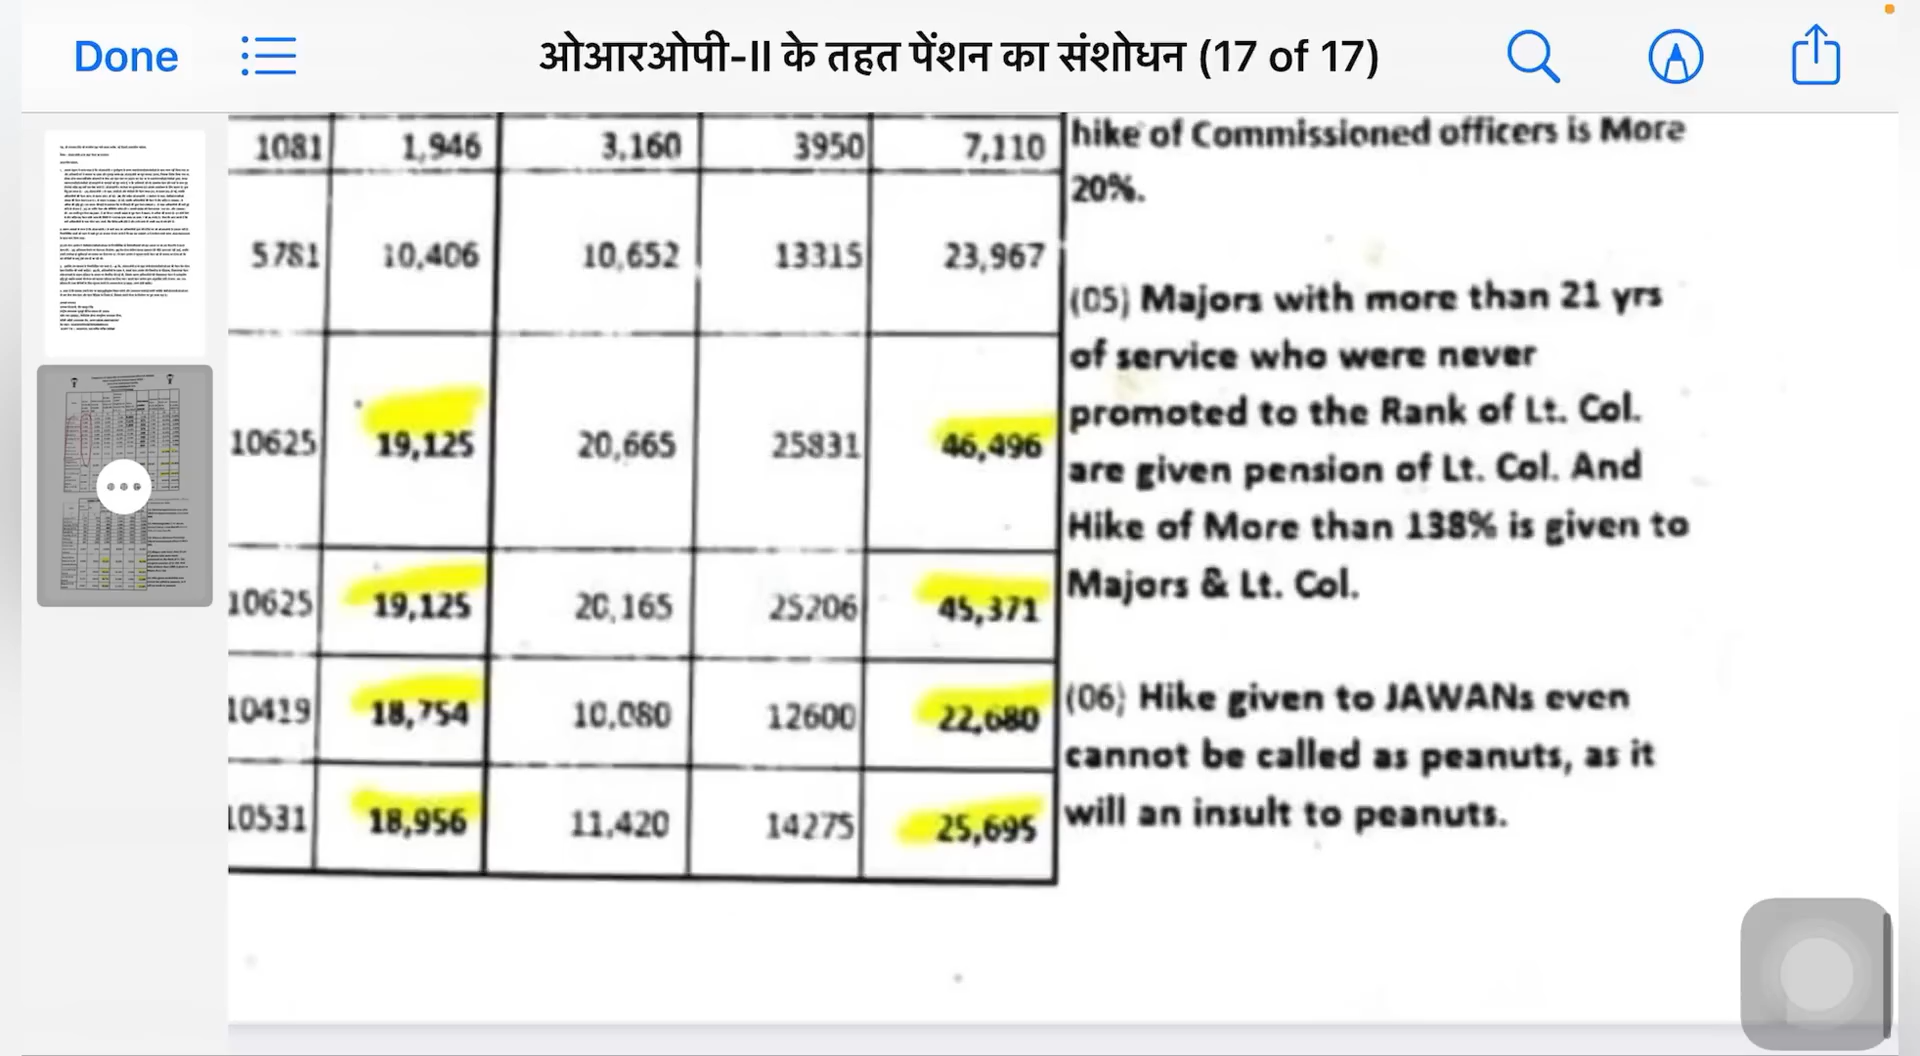 Done
ओआरओपी-II के तहत पेंशन का संशोधन (17 of 17)
1081 1,946 3,160 3950 7,110
5781 10,406 10,652 13315 23,967
10625 19,125 20,665 25831 46,496
10625 19,125 20,165 25206 45,371
10419 18,754 10,080 12600 22,680
10531 18,956 11,420 14275 25,695
hike of Commissioned officers is More
20%.
(05) Majors with more than 21 yrs
of service who were never
promoted to the Rank of Lt. Col.
are given pension of Lt. Col. And
Hike of More than 138% is given to
Majors & Lt. Col.
(06) Hike given to JAWANs even
cannot be called as peanuts, as it
will an insult to peanuts.